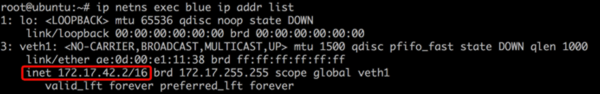 root@ubuntu:~# ip netns exec blue ip addr list
1: lo: <LOOPBACK> mtu 65536 qdisc noop state DOWN
link/loopback 00:00:00:00:00:00 brd 00:00:00:00:00:00
3: veth1: <NO-CARRIER,BROADCAST,MULTICAST,UP> mtu 1500 qdisc pfifo_fast state DOWN qlen 1000
link/ether ae:0d:00:e1:11:38 brd ff:ff:ff:ff:ff:ff
inet 172.17.42.2/16 brd 172.17.255.255 scope global veth1
valid_lft forever preferred_lft forever